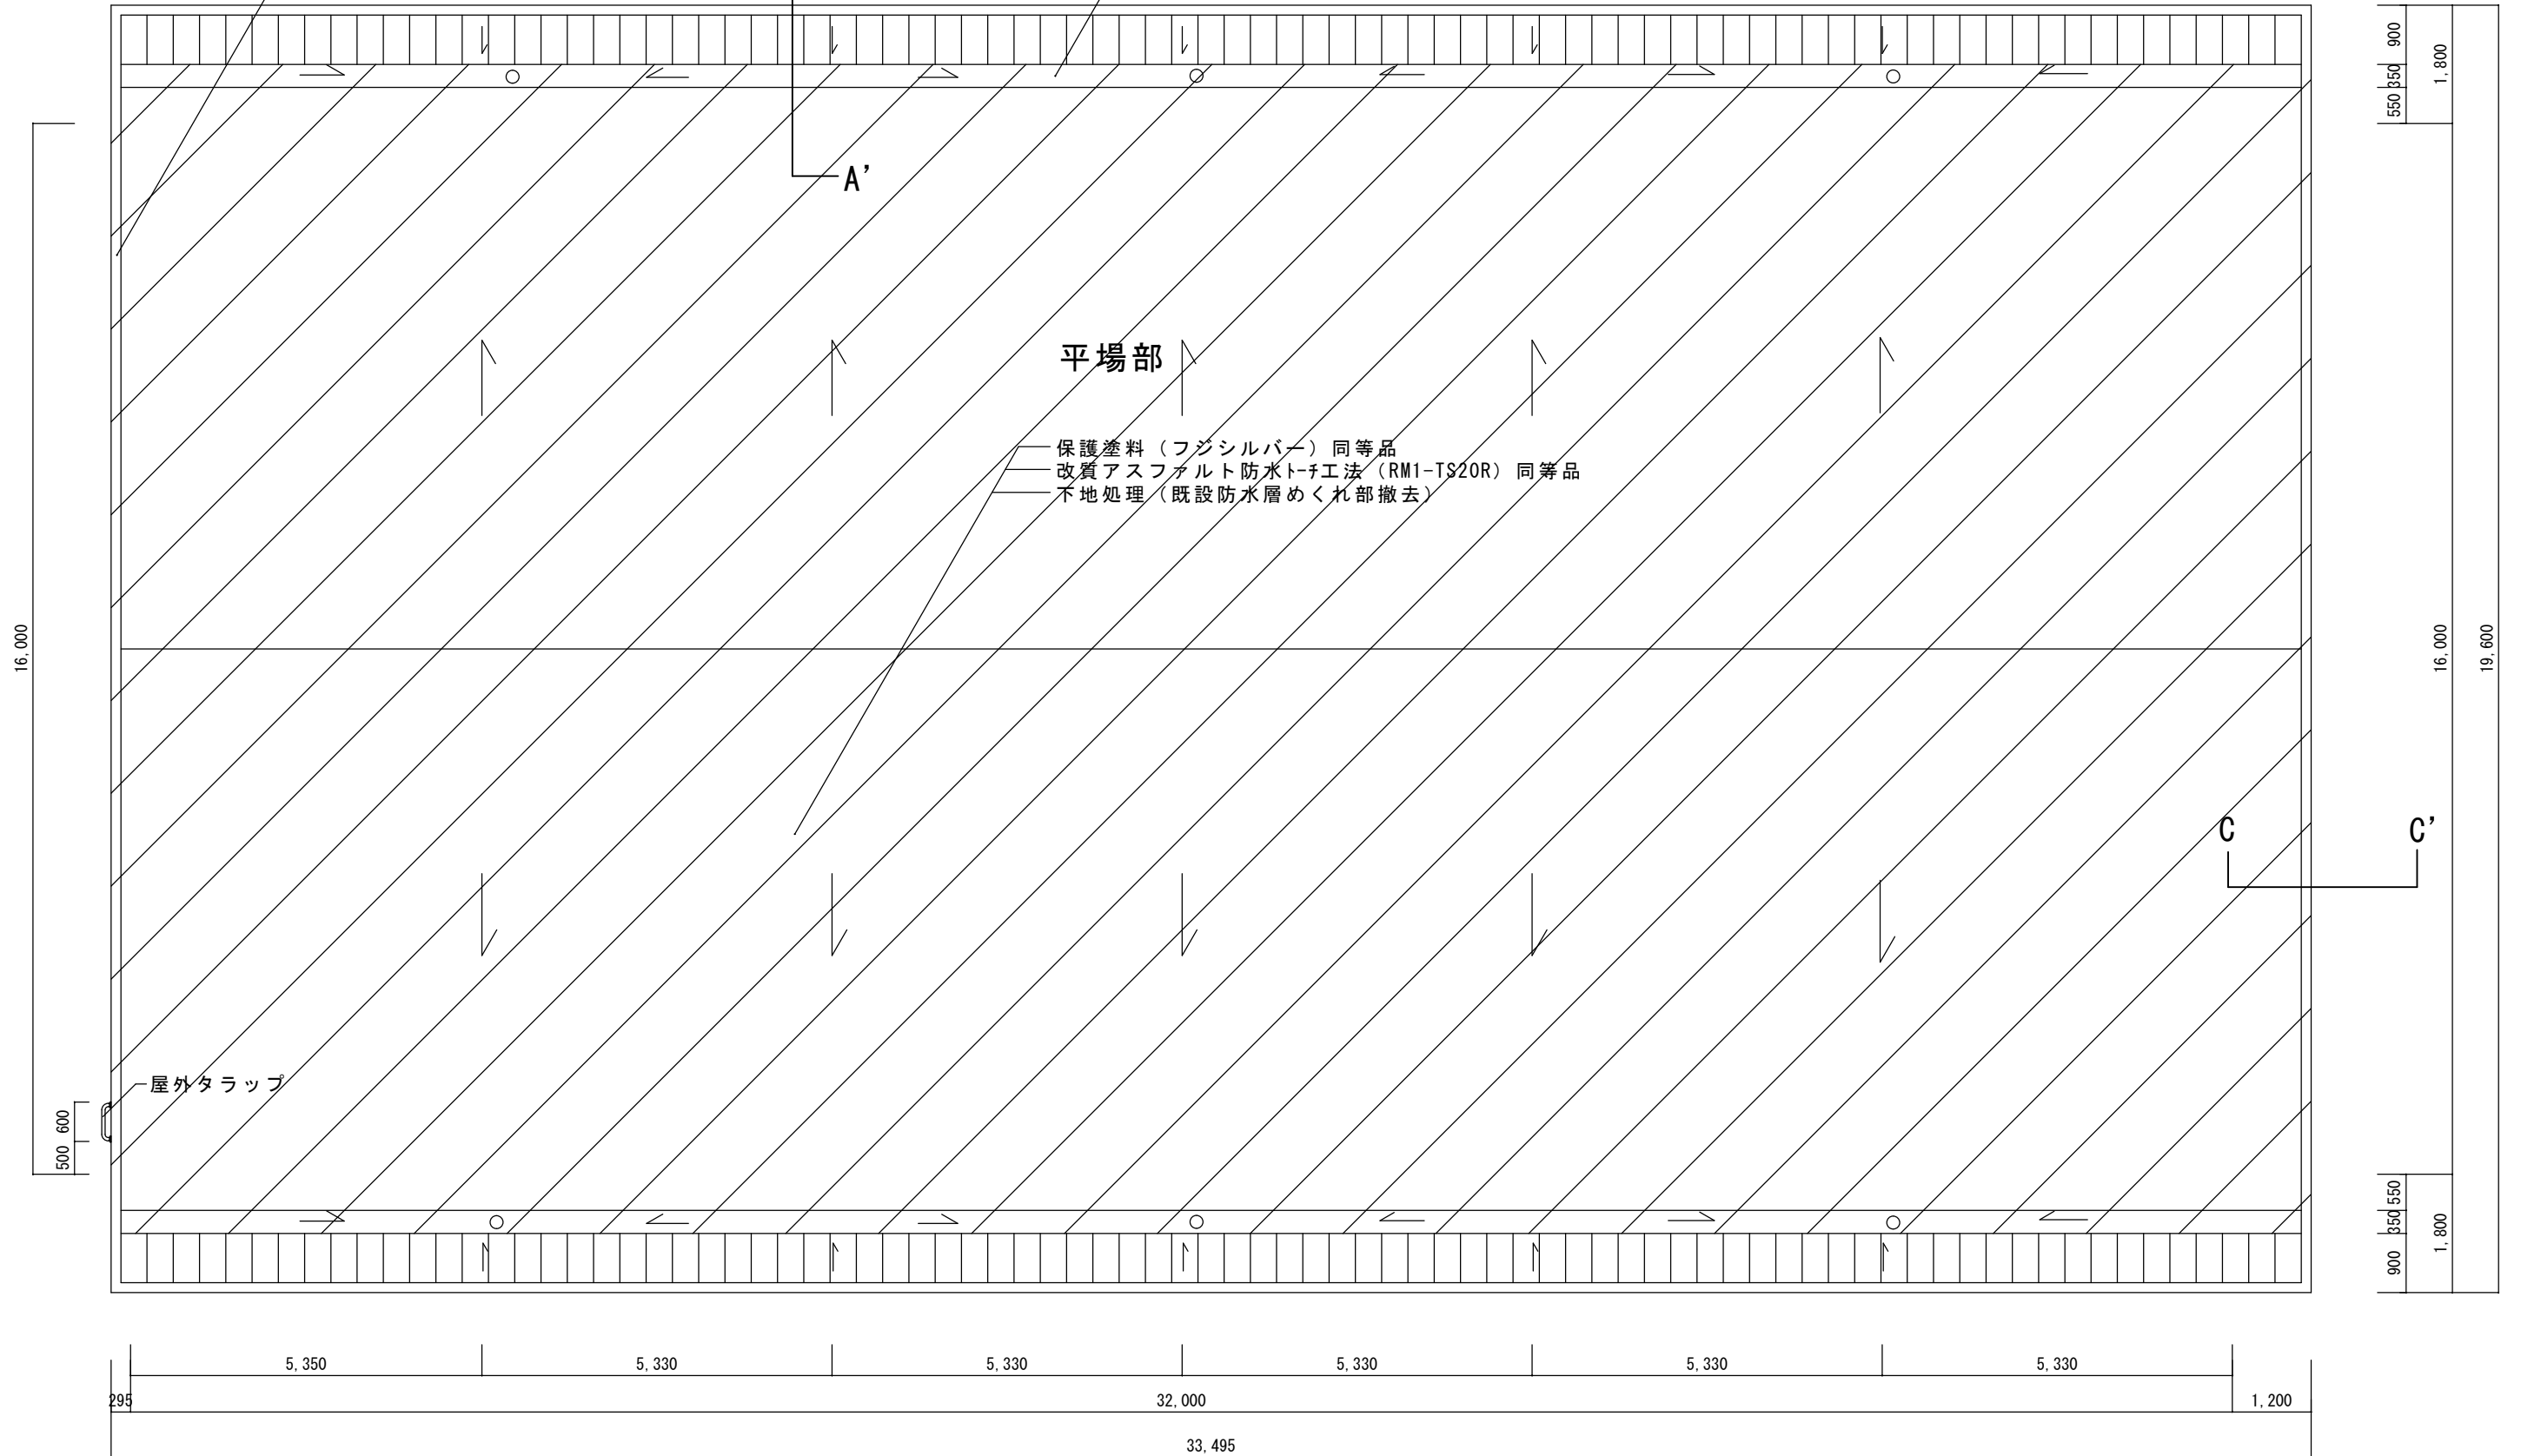 900
350
550
1,800
A'
平場部
保護塗料（フジシルバー）同等品
改質アスファルト防水ﾄｰﾁ工法（RM1-TS20R）同等品
下地処理（既設防水層めくれ部撤去）
16,000
16,000
19,600
C
C'
屋外タラップ
600
500
550
350
900
1,800
5,350
5,330
5,330
5,330
5,330
5,330
295
32,000
1,200
33,495